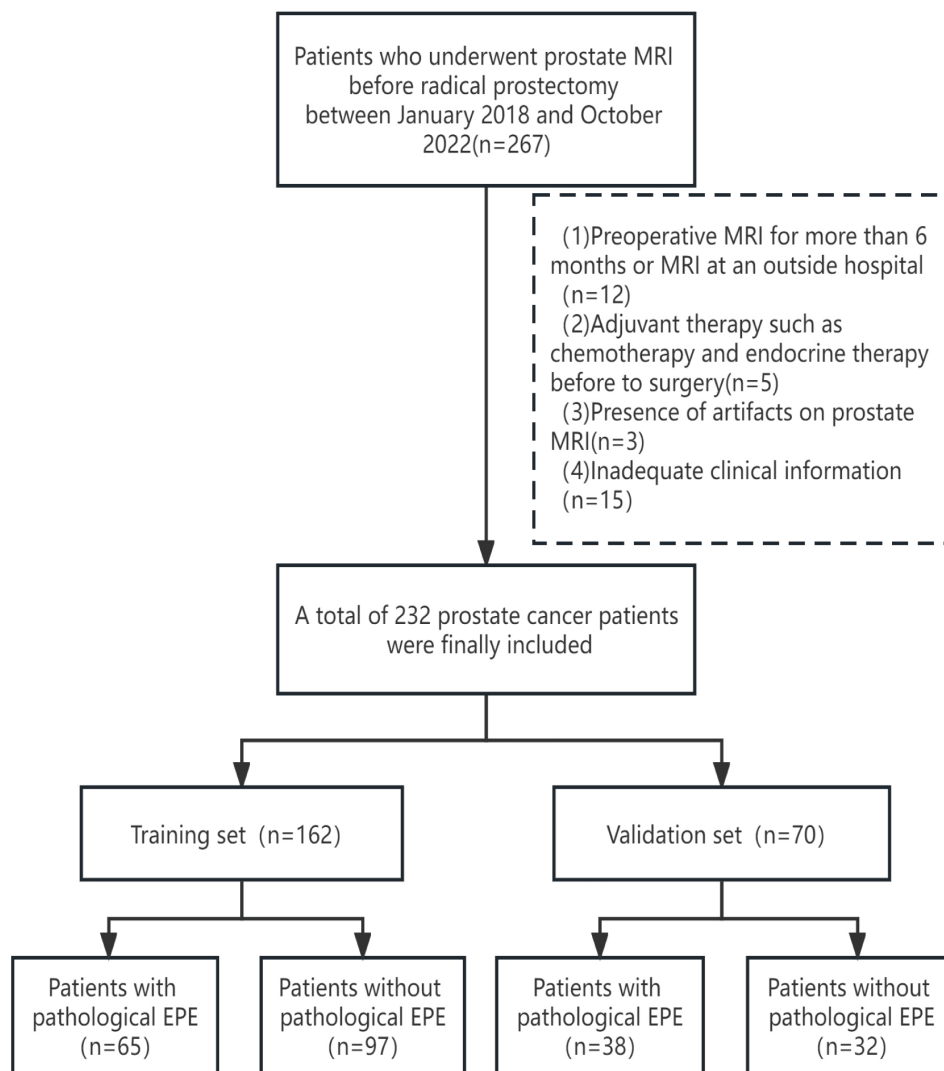 Patients who underwent prostate MRI
before radical prostectomy
between January 2018 and October
2022(n=267)
(1)Preoperative MRI for more than 6
months or MRI at an outside hospital
(n=12)
(2)Adjuvant therapy such as
chemotherapy and endocrine therapy
before to surgery(n=5)
(3)Presence of artifacts on prostate
MRI(n=3)
(4)Inadequate clinical information
(n=15)
A total of 232 prostate cancer patients
were finally included
Training set (n=162)
Validation set (n=70)
Patients with
pathological EPE
(n=65)
Patients without
pathological EPE
(n=97)
Patients with
pathological EPE
(n=38)
Patients without
pathological EPE
(n=32)